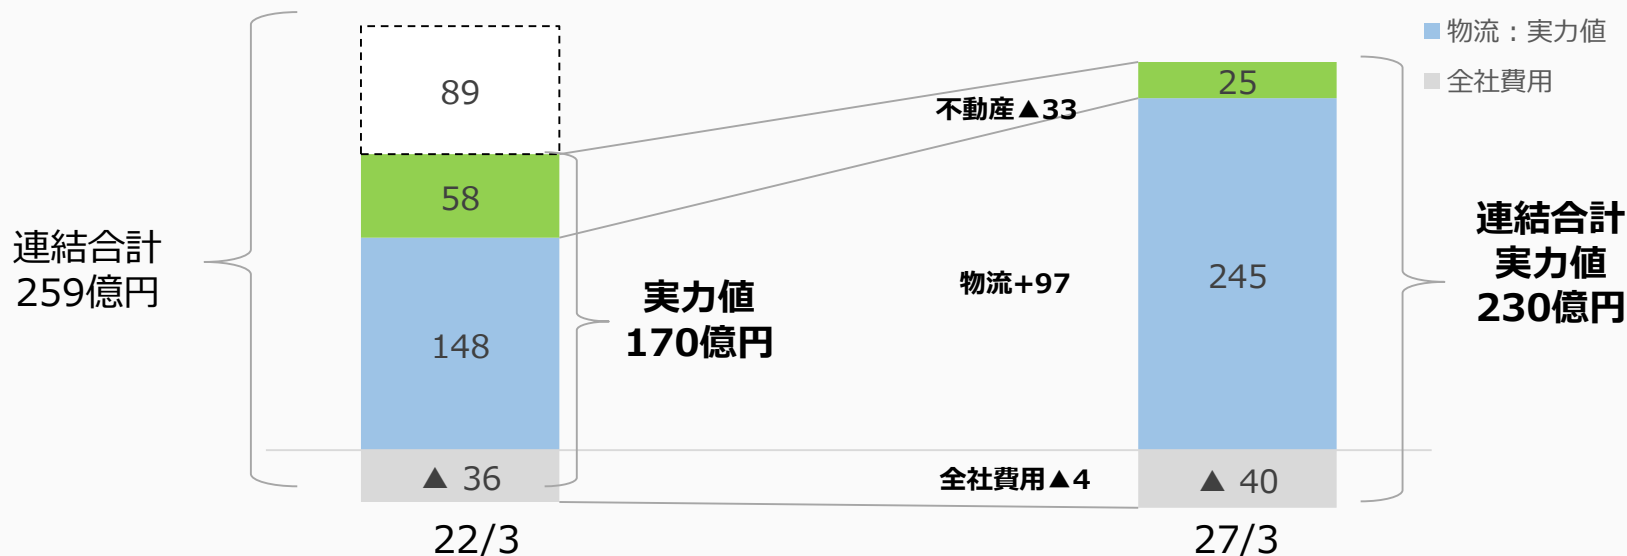 物流:実力値
全社費用
89
58
148
▲ 36
22/3
連結合計
259億円
実力値
170億円
不動産▲33
物流+97
全社費用▲4
25
245
▲ 40
27/3
連結合計
実力値
230億円